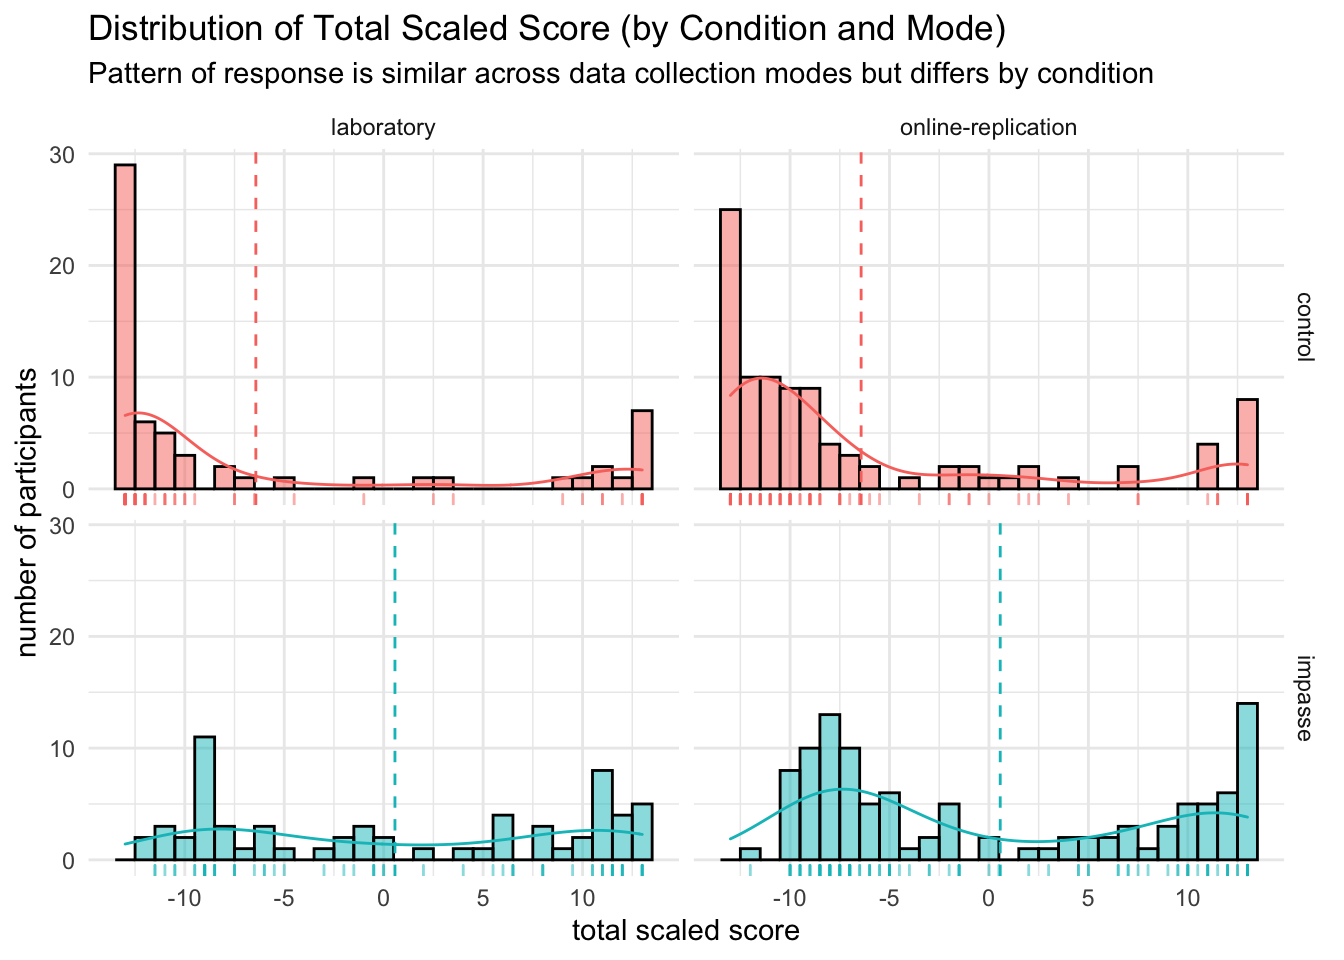 Distribution of Total Scaled Score (by Condition and Mode)
Pattern of response is similar across data collection modes but differs by condition
laboratory
online-replication
30
20
10
0
control
30
20
10
0
impasse
number of participants
-10 -5 0 5 10
-10 -5 0 5 10
total scaled score